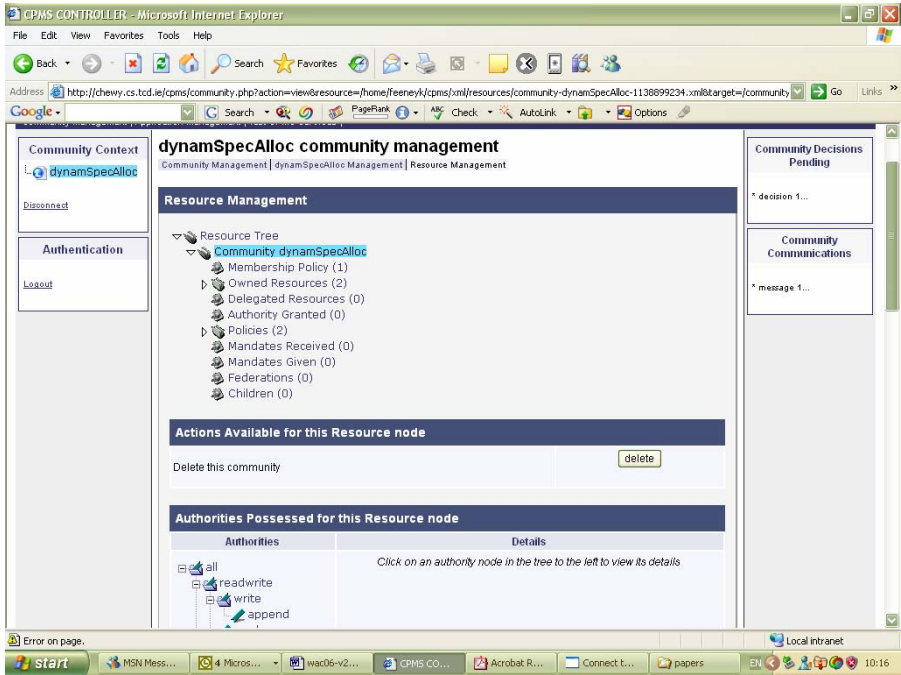 CPMS CONTROLLER - Microsoft Internet Explorer
File Edit View Favorites Tools Help
Back Search Favorites
Address http://chewy.cs.tcd.ie/cpms/community.php?action=view&resource=/home/feeneyk/cpms/xml/resources/community-dynamSpecAlloc-1138899234.xml&target=/community Go Links »
Google - G Search PageRank ABC Check AutoLink Options
Community Context
dynamSpecAlloc
Disconnect
Authentication
Logout
dynamSpecAlloc community management
Community Management | dynamSpecAlloc Management | Resource Management
Resource Management
Resource Tree
Community dynamSpecAlloc
Membership Policy (1)
Owned Resources (2)
Delegated Resources (0)
Authority Granted (0)
Policies (2)
Mandates Received (0)
Mandates Given (0)
Federations (0)
Children (0)
Actions Available for this Resource node
Delete this community delete
Authorities Possessed for this Resource node
Authorities Details
all
readwrite
write
append
Click on an authority node in the tree to the left to view its details
Community Decisions
Pending
* decision 1...
Community
Communications
* message 1...
Error on page. Local intranet
start MSN Mess... 4 Micros... wac06-v2... CPMS CO... Acrobat R... Connect t... papers EN 10:16